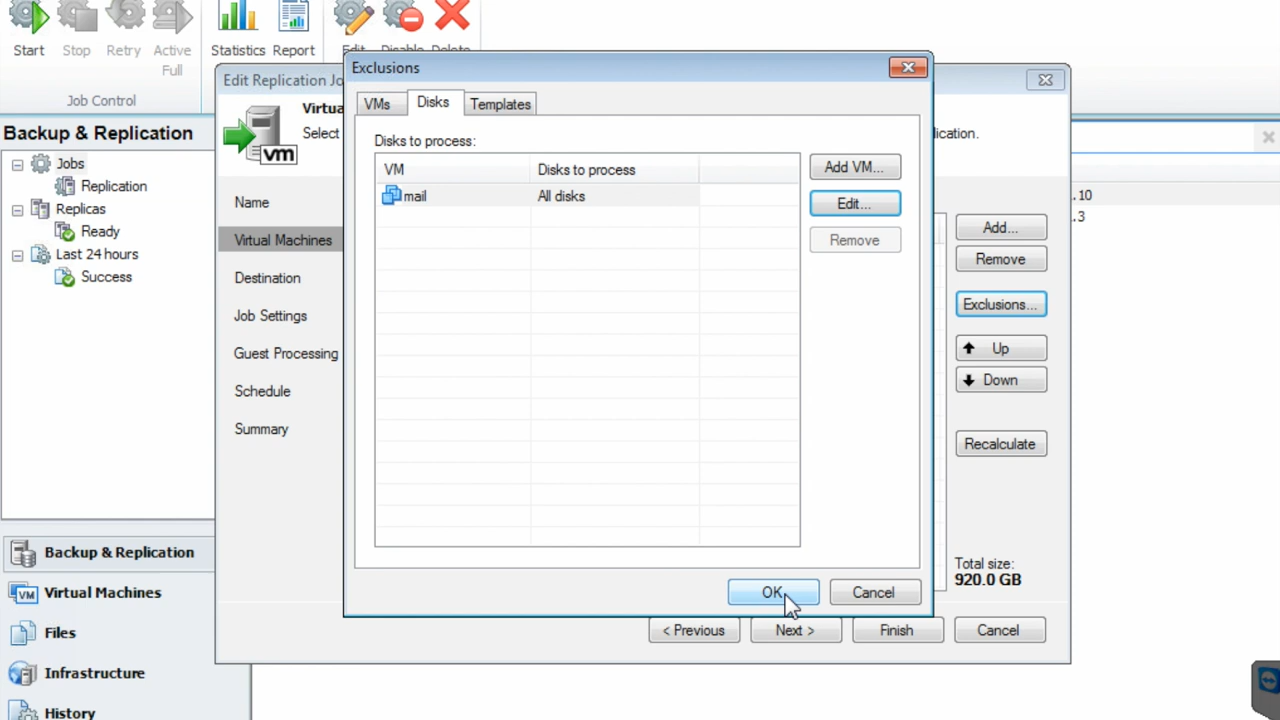 Start
Stop
Retry
Active
Full
Statistics
Report
Edit
Disable
Delete
Job Control
Backup & Replication
Jobs
Replication
Replicas
Ready
Last 24 hours
Success
Backup & Replication
Virtual Machines
Files
Infrastructure
History
Edit Replication Jo
Virtua
Select
lication.
vm
Name
Virtual Machines
Destination
Job Settings
Guest Processing
Schedule
Summary
Exclusions
VMs
Disks
Templates
Disks to process:
VM
Disks to process
mail
All disks
Add VM...
Edit...
Remove
OK
Cancel
.10
.3
Add...
Remove
Exclusions...
Up
Down
Recalculate
Total size:
920.0 GB
< Previous
Next >
Finish
Cancel